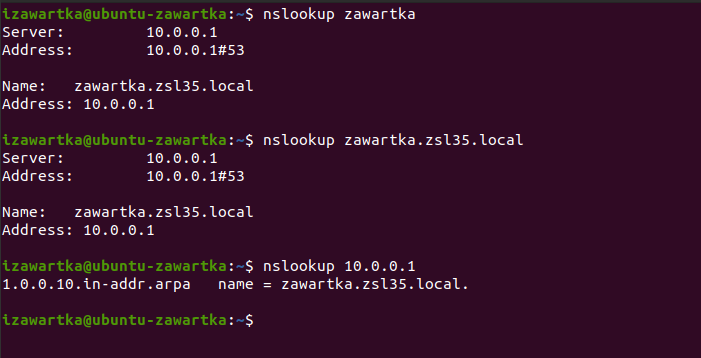 izawartka@ubuntu-zawartka:~$ nslookup zawartka
Server:         10.0.0.1
Address:        10.0.0.1#53

Name:   zawartka.zsl35.local
Address: 10.0.0.1

izawartka@ubuntu-zawartka:~$ nslookup zawartka.zsl35.local
Server:         10.0.0.1
Address:        10.0.0.1#53

Name:   zawartka.zsl35.local
Address: 10.0.0.1

izawartka@ubuntu-zawartka:~$ nslookup 10.0.0.1
1.0.0.10.in-addr.arpa   name = zawartka.zsl35.local.

izawartka@ubuntu-zawartka:~$